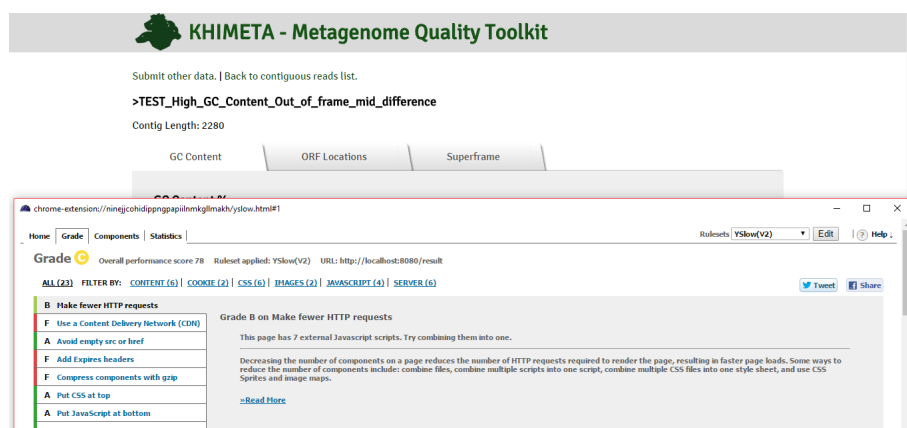 KHIMETA - Metagenome Quality Toolkit
Submit other data. | Back to contiguous reads list.
>TEST_High_GC_Content_Out_of_frame_mid_difference
Contig Length: 2280
GC Content ORF Locations Superframe
chrome-extension://ninejjcohidippngpapiilnmkgllmakh/yslow.html#1
Home Grade Components Statistics Rulesets YSlow(V2) Edit ? Help ↓
Grade C Overall performance score 78 Ruleset applied: YSlow(V2) URL: http://localhost:8080/result
ALL (23) FILTER BY: CONTENT (6) | COOKIE (2) | CSS (6) | IMAGES (2) | JAVASCRIPT (4) | SERVER (6) Tweet Share
B Make fewer HTTP requests
F Use a Content Delivery Network (CDN)
A Avoid empty src or href
F Add Expires headers
F Compress components with gzip
A Put CSS at top
A Put JavaScript at bottom
Grade B on Make fewer HTTP requests
This page has 7 external Javascript scripts. Try combining them into one.
Decreasing the number of components on a page reduces the number of HTTP requests required to render the page, resulting in faster page loads. Some ways to
reduce the number of components include: combine files, combine multiple scripts into one script, combine multiple CSS files into one style sheet, and use CSS
Sprites and image maps.
»Read More